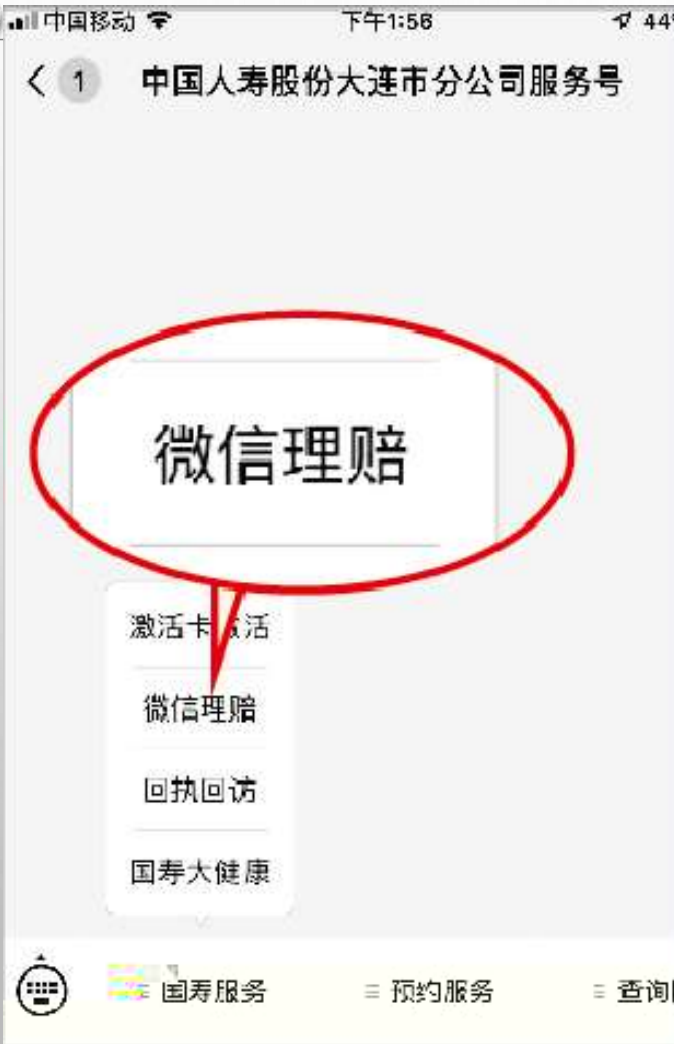 中国移动
下午1:56
44
1
中国人寿股份大连市分公司服务号
微信理赔
激活卡 活
微信理赔
回执回访
国寿大健康
国寿服务
预约服务
查询